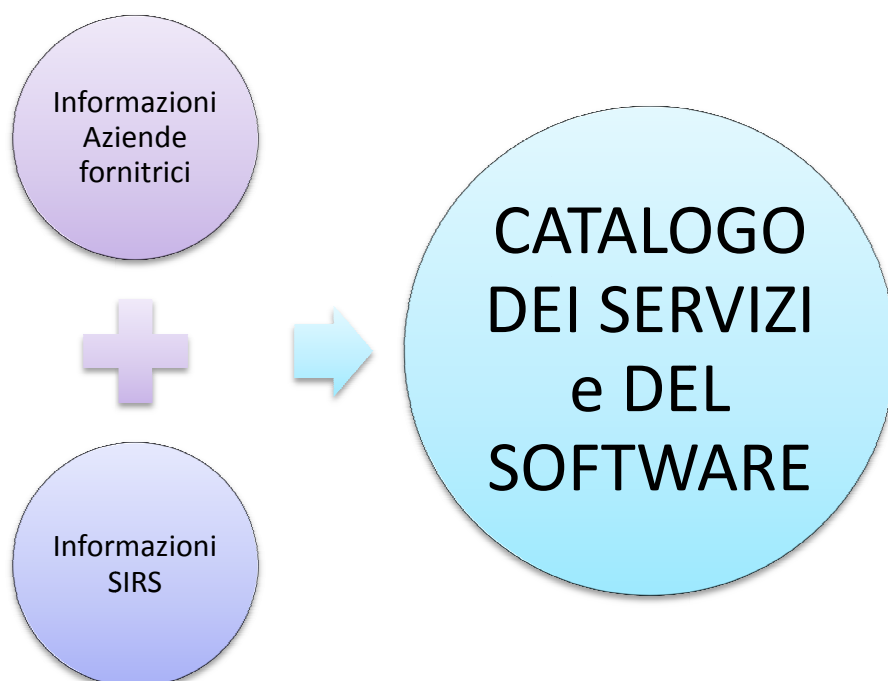 Informazioni
Aziende
fornitrici
Informazioni
SIRS
CATALOGO
DEI SERVIZI
e DEL
SOFTWARE